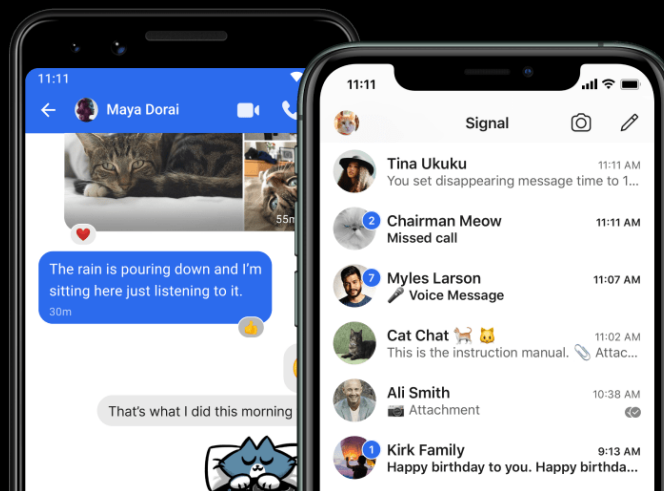 11:11
Maya Dorai
55m
The rain is pouring down and I'm
sitting here just listening to it.
30m
That's what I did this morning
11:11
Signal
Tina Ukuku
11:11 AM
You set disappearing message time to 1...
2
Chairman Meow
11:11 AM
Missed call
7
Myles Larson
11:07 AM
🎤 Voice Message
Cat Chat 🐈 🐱
11:02 AM
This is the instruction manual. 📎 Attac...
Ali Smith
10:38 AM
📷 Attachment
1
Kirk Family
9:13 AM
Happy birthday to you. Happy birthda...